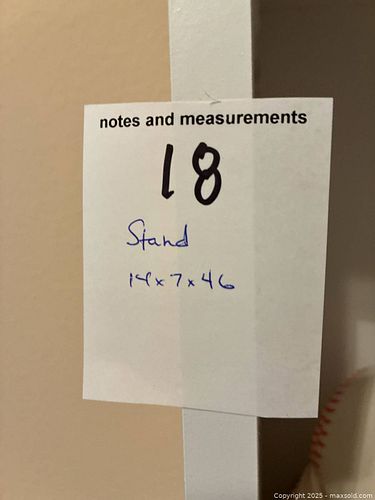 notes and measurements
18
Stand
14x7x46
Copyright 2025 - maxsold.com